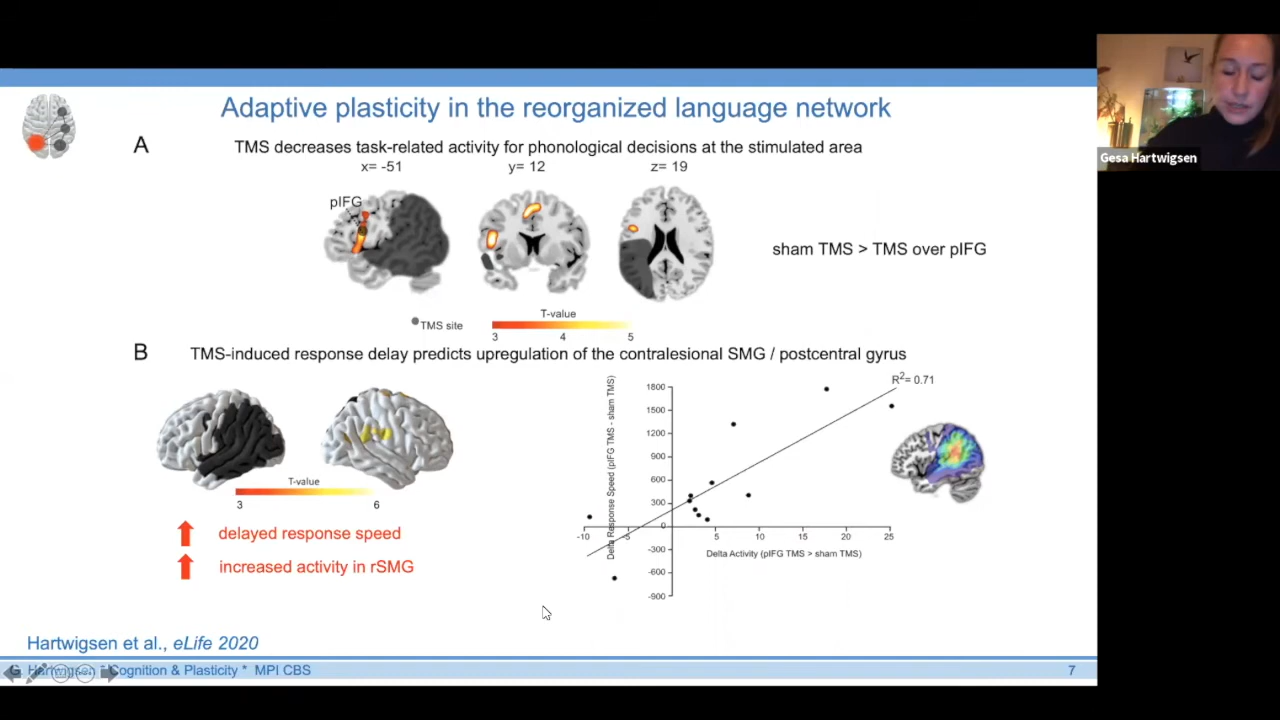 Adaptive plasticity in the reorganized language network
A
TMS decreases task-related activity for phonological decisions at the stimulated area
x= -51
y= 12
z= 19
pIFG
sham TMS > TMS over pIFG
T-value
TMS site
3
4
5
B
TMS-induced response delay predicts upregulation of the contralesional SMG / postcentral gyrus
T-value
3
6
delayed response speed
increased activity in rSMG
R2= 0.71
Delta Response Speed (pIFG TMS - sham TMS)
1800
1500
1200
900
600
300
0
-300
-600
-900
-10
-5
5
10
15
20
25
Delta Activity (pIFG TMS > sham TMS)
Hartwigsen et al., eLife 2020
G. Hartwigsen * Cognition & Plasticity * MPI CBS
7
Gesa Hartwigsen